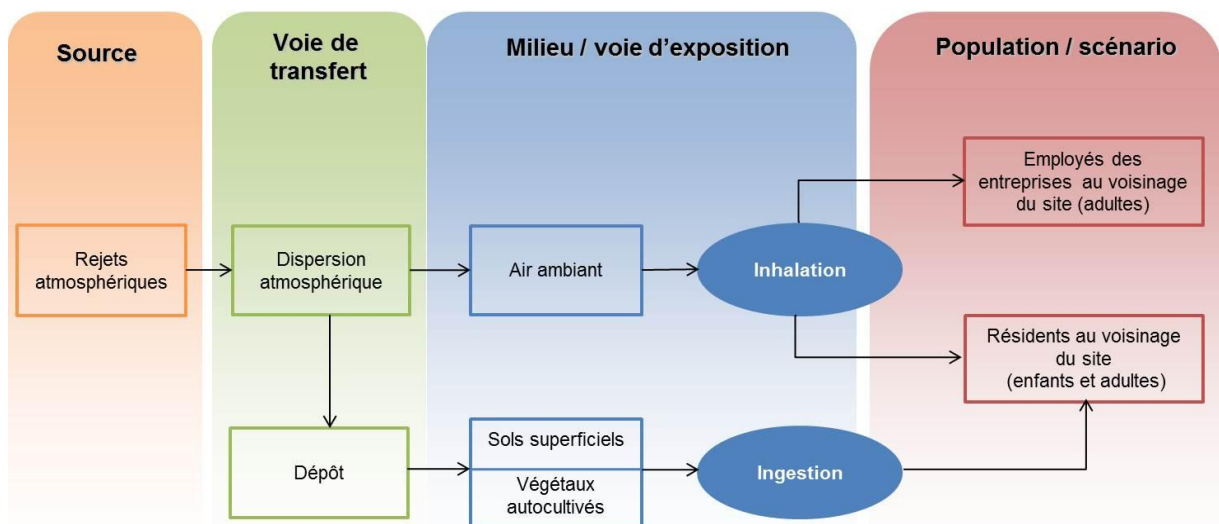 Source
Voie de
transfert
Milieu / voie d'exposition
Population / scénario
Rejets
atmosphériques
Dispersion
atmosphérique
Air ambiant
Inhalation
Employés des
entreprises au voisinage
du site (adultes)
Résidents au voisinage
du site
(enfants et adultes)
Dépôt
Sols superficiels
Végétaux
autocultivés
Ingestion